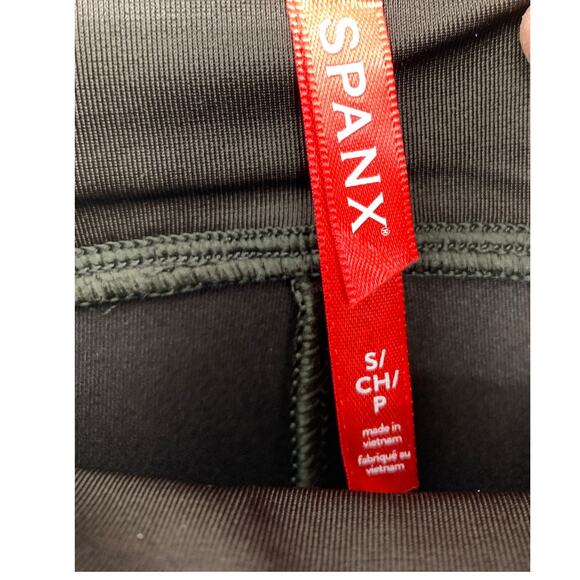 SPANX®
S/
CH/
P
made in
vietnam
fabriqué au
vietnam